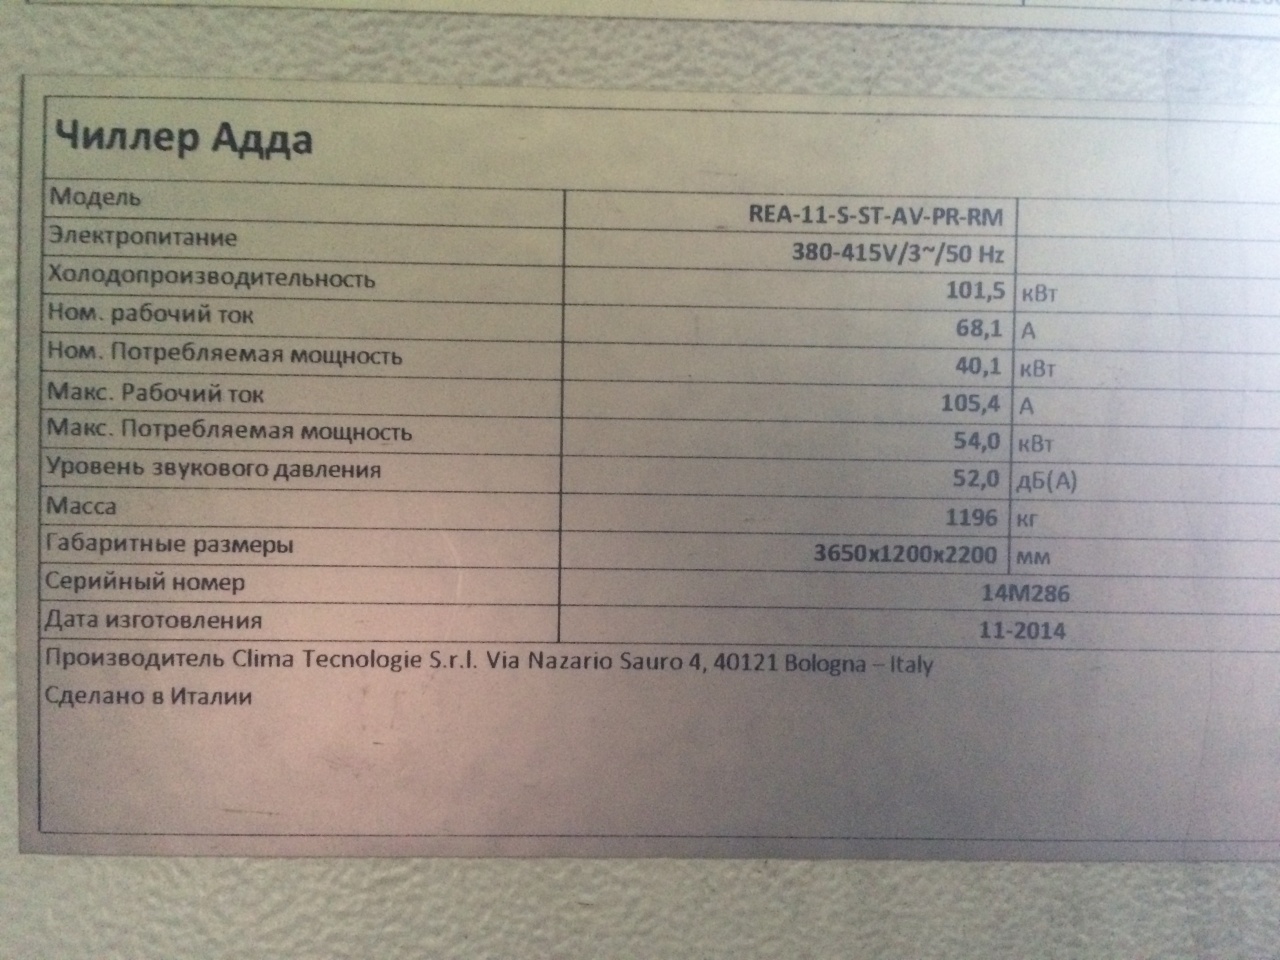 Чиллер Адда
Модель REA-11-S-ST-AV-PR-RM
Электропитание 380-415V/3~/50 Hz
Холодопроизводительность 101,5 кВт
Ном. рабочий ток 68,1 А
Ном. Потребляемая мощность 40,1 кВт
Макс. Рабочий ток 105,4 А
Макс. Потребляемая мощность 54,0 кВт
Уровень звукового давления 52,0 дБ(А)
Масса 1196 кг
Габаритные размеры 3650x1200x2200 мм
Серийный номер 14M286
Дата изготовления 11-2014
Производитель Clima Tecnologie S.r.l. Via Nazario Sauro 4, 40121 Bologna – Italy
Сделано в Италии